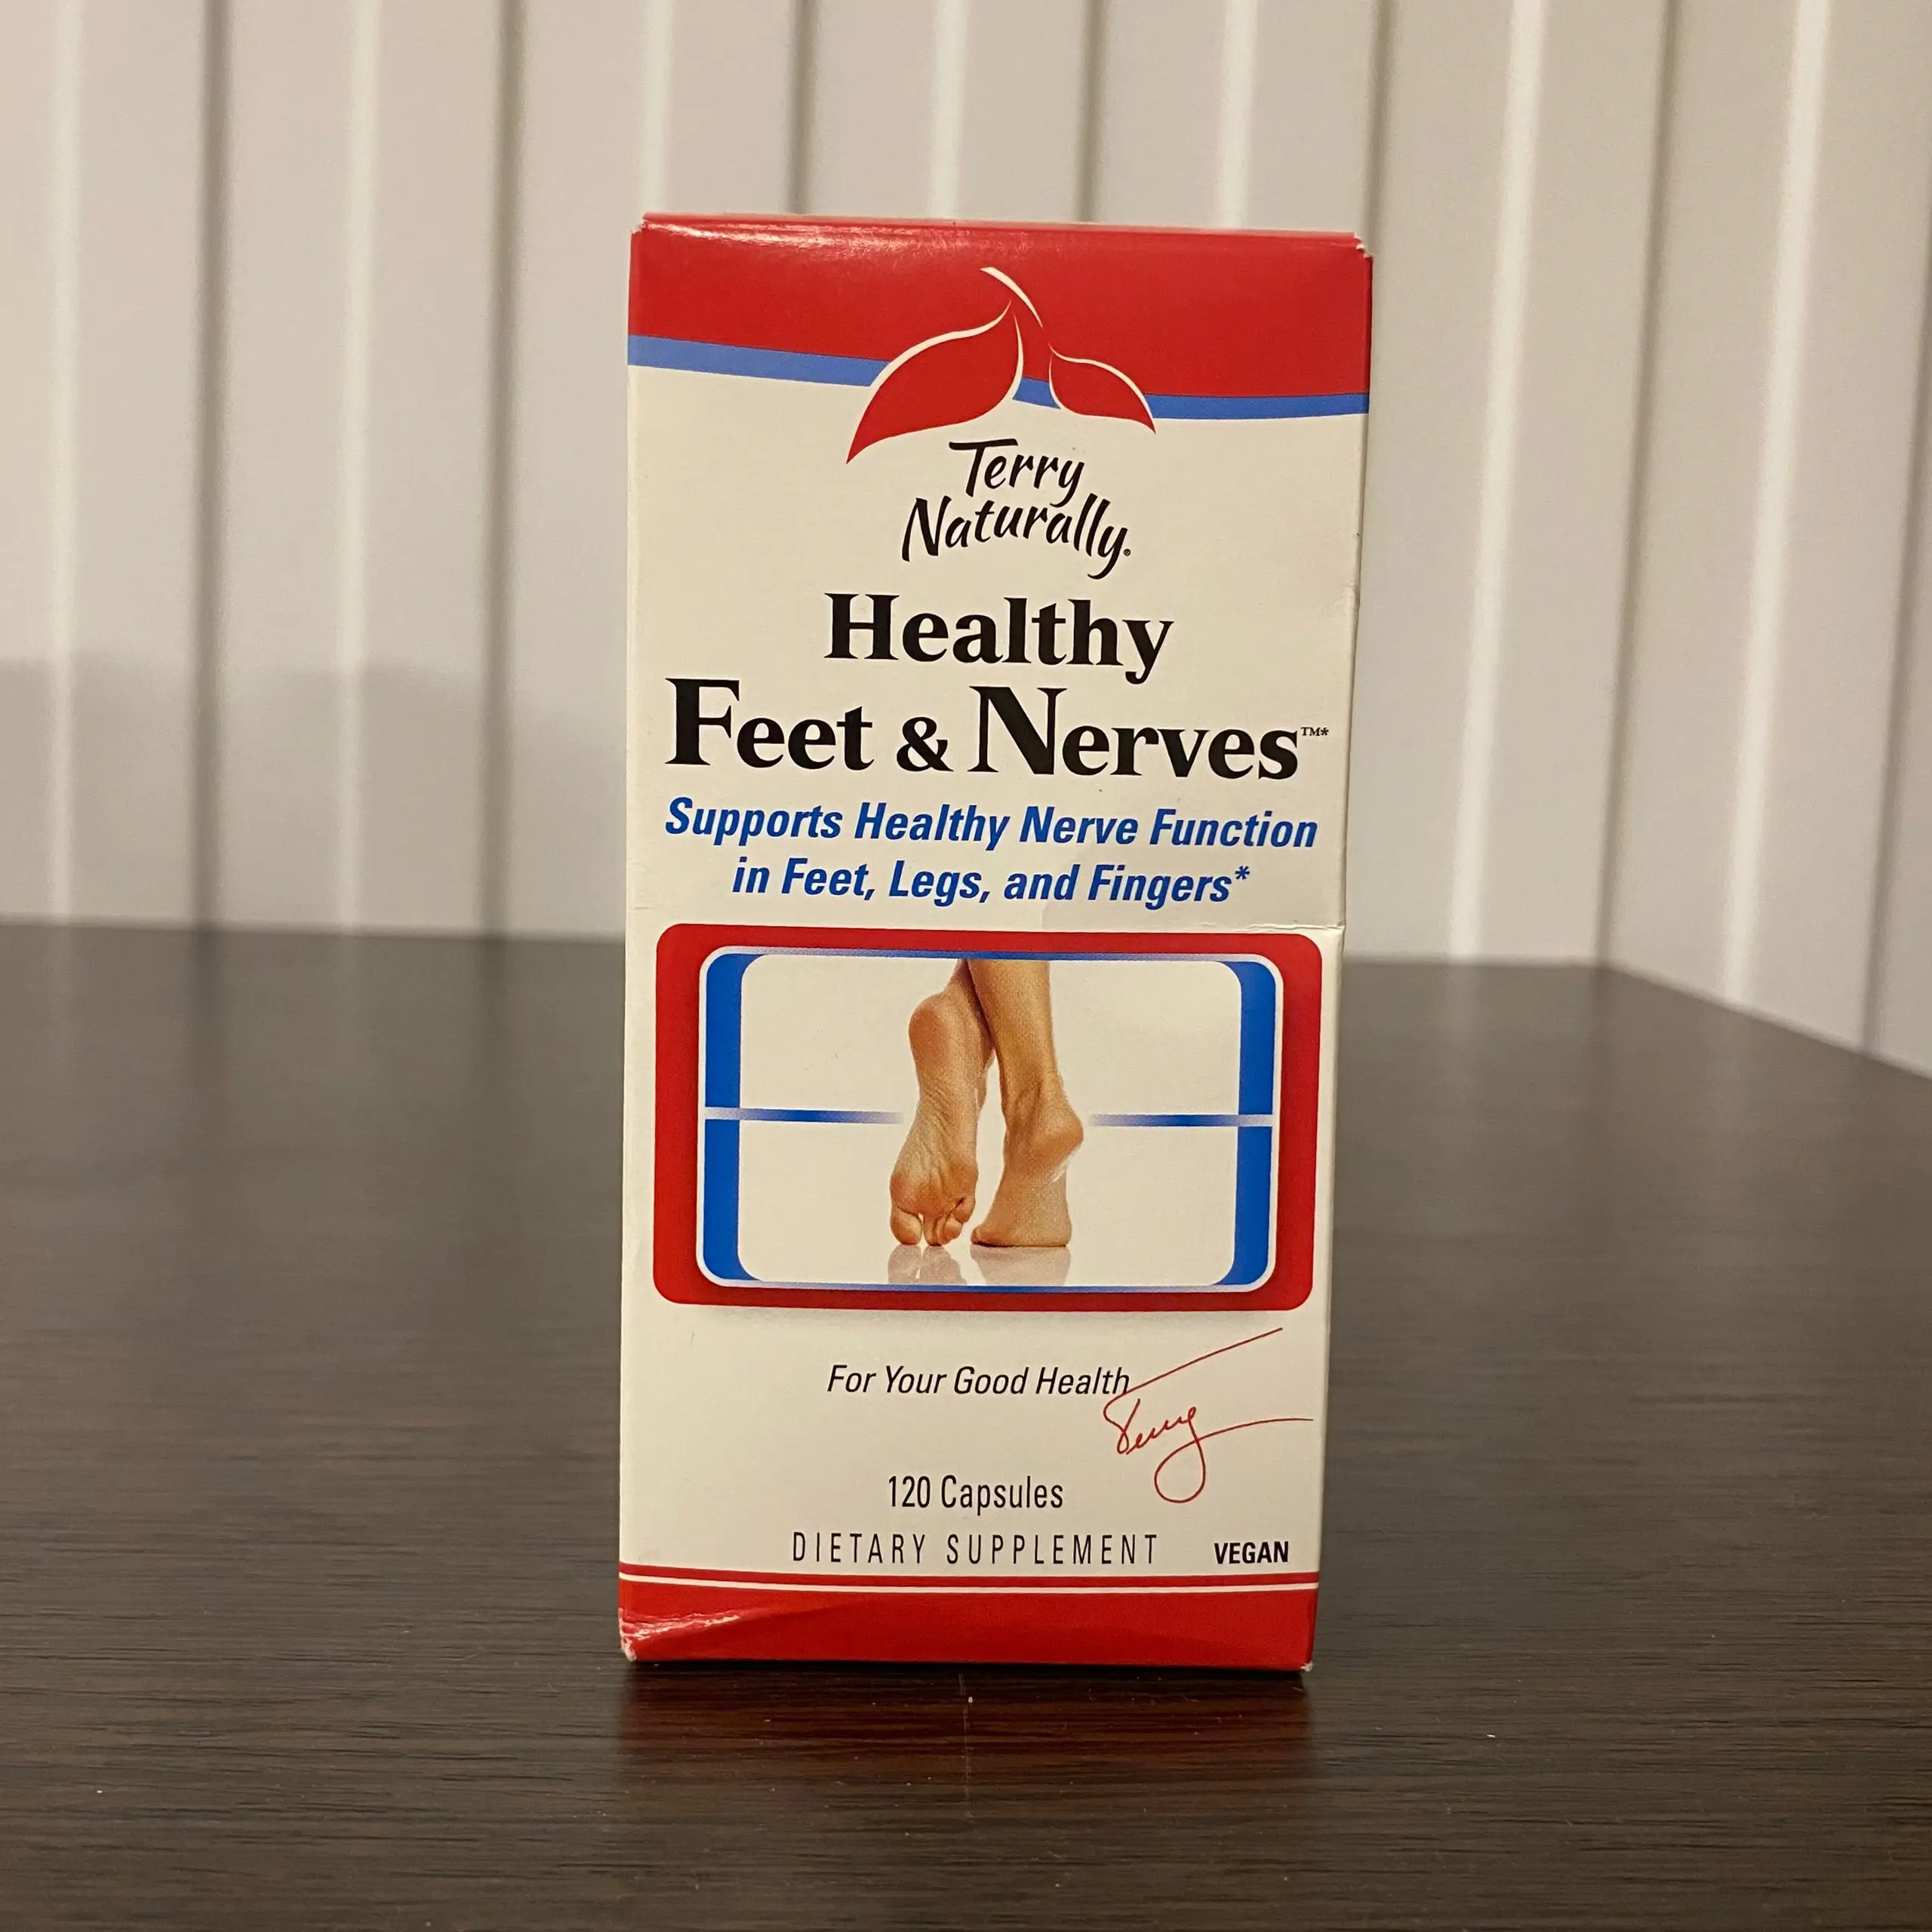 Terry
Naturally®
Healthy
Feet & Nerves™*
Supports Healthy Nerve Function
in Feet, Legs, and Fingers*
For Your Good Health,
Terry
120 Capsules
DIETARY SUPPLEMENT
VEGAN